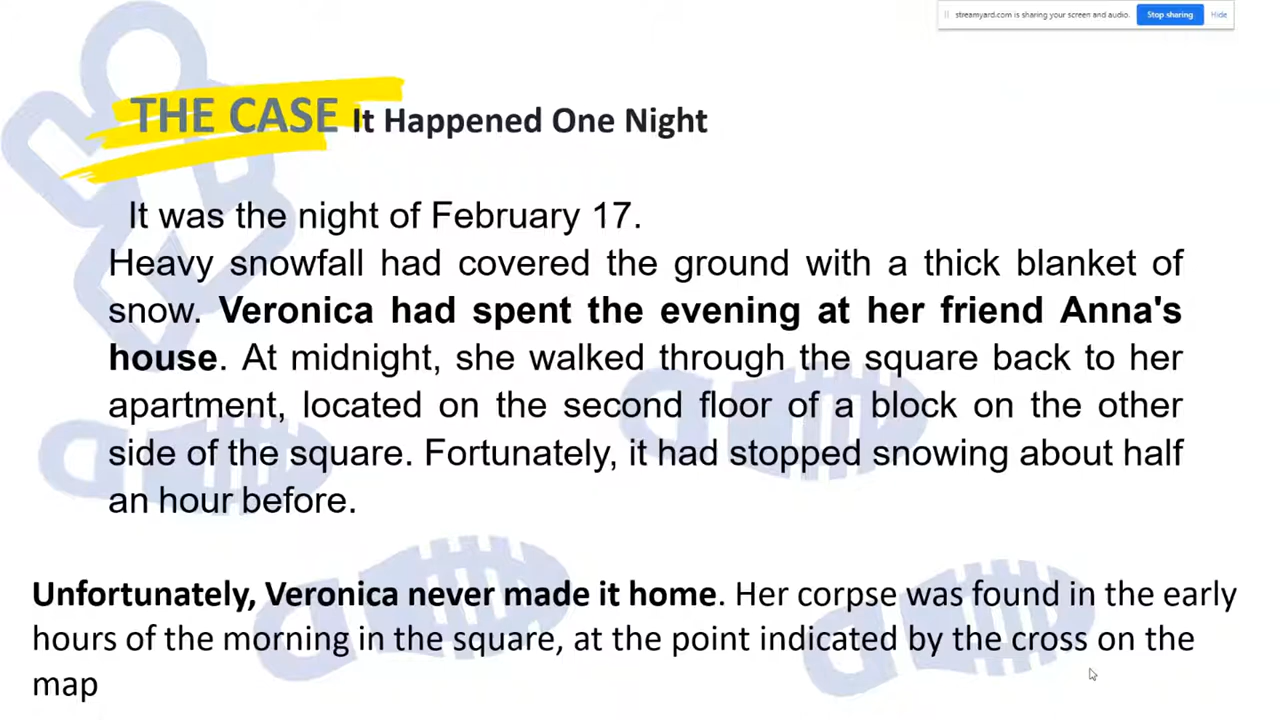 streamyard.com is sharing your screen and audio. Stop sharing Hide
THE CASE It Happened One Night
It was the night of February 17.
Heavy snowfall had covered the ground with a thick blanket of
snow. Veronica had spent the evening at her friend Anna's
house. At midnight, she walked through the square back to her
apartment, located on the second floor of a block on the other
side of the square. Fortunately, it had stopped snowing about half
an hour before.
Unfortunately, Veronica never made it home. Her corpse was found in the early
hours of the morning in the square, at the point indicated by the cross on the
map